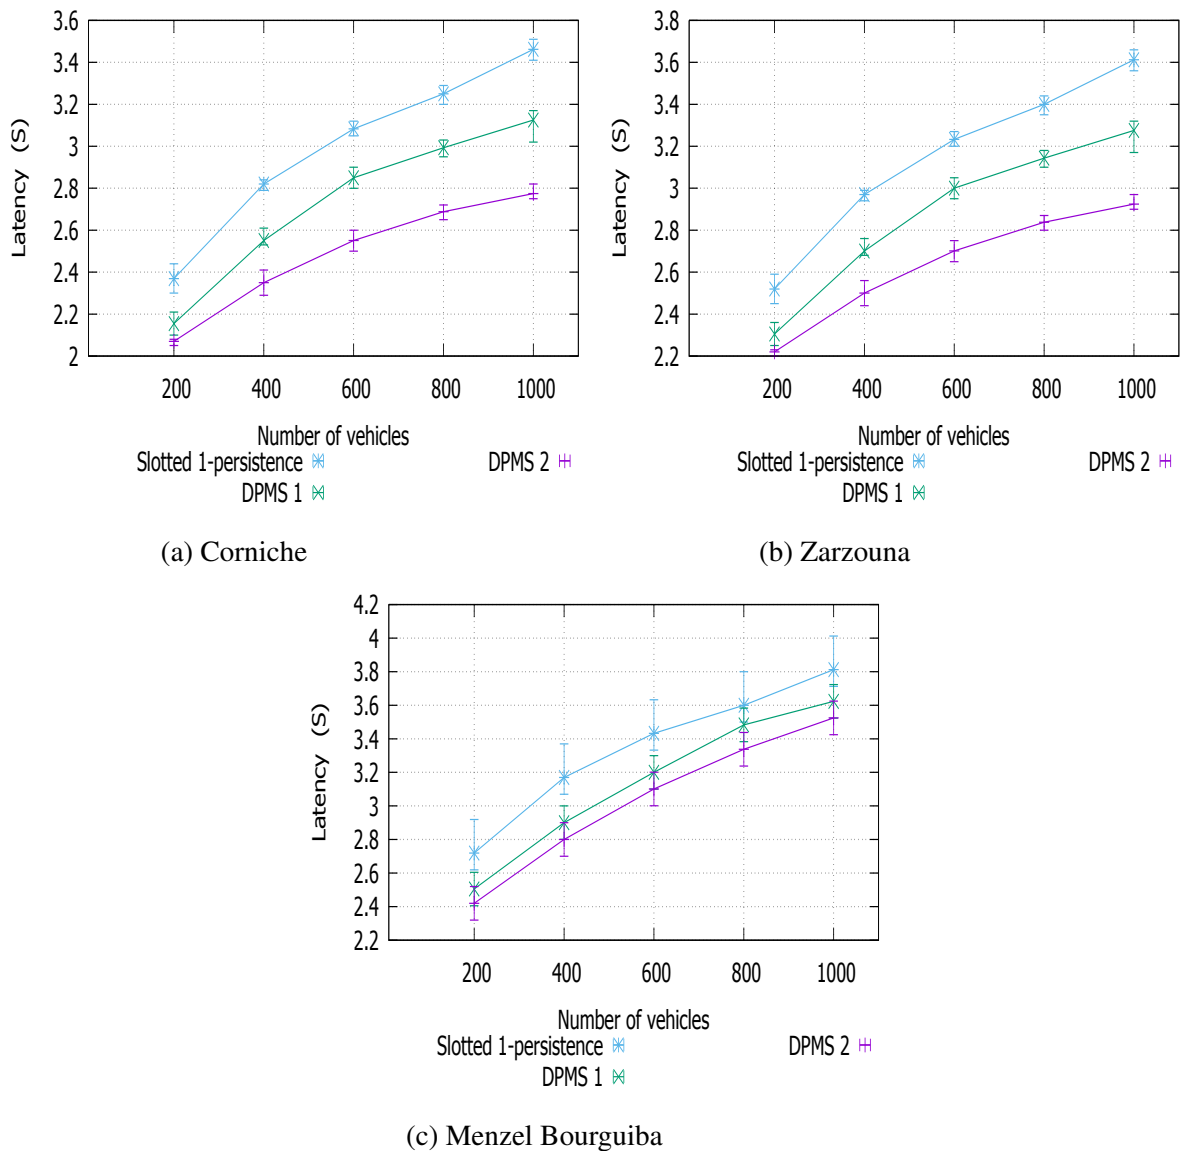 3.6
3.4
3.2
3
2.8
2.6
2.4
2.2
2
Latency (S)
200 400 600 800 1000
Number of vehicles
Slotted 1-persistence
DPMS 1
DPMS 2
(a) Corniche
3.8
3.6
3.4
3.2
3
2.8
2.6
2.4
2.2
Latency (S)
200 400 600 800 1000
Number of vehicles
Slotted 1-persistence
DPMS 1
DPMS 2
(b) Zarzouna
4.2
4
3.8
3.6
3.4
3.2
3
2.8
2.6
2.4
2.2
Latency (S)
200 400 600 800 1000
Number of vehicles
Slotted 1-persistence
DPMS 1
DPMS 2
(c) Menzel Bourguiba